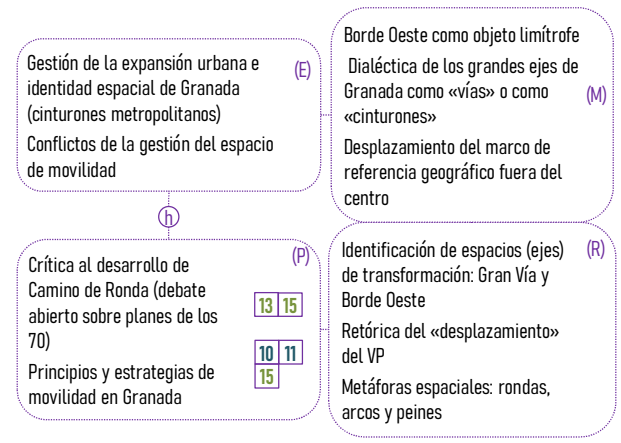 Gestión de la expansión urbana e
identidad espacial de Granada
(cinturones metropolitanos)
Conflictos de la gestión del espacio
de movilidad
(E)
Borde Oeste como objeto limítrofe
Dialéctica de los grandes ejes de
Granada como «vías» o como
«cinturones»
Desplazamiento del marco de
referencia geográfico fuera del
centro
(M)
h
Crítica al desarrollo de
Camino de Ronda (debate
abierto sobre planes de los
70)
Principios y estrategias de
movilidad en Granada
(P)
13 15
10 11
15
Identificación de espacios (ejes)
de transformación: Gran Vía y
Borde Oeste
Retórica del «desplazamiento»
del VP
Metáforas espaciales: rondas,
arcos y peines
(R)